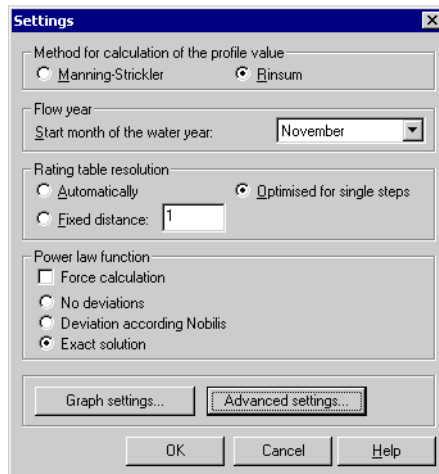 Settings
Method for calculation of the profile value
Manning-Strickler Rinsum
Flow year
Start month of the water year: November
Rating table resolution
Automatically Optimised for single steps
Fixed distance: 1
Power law function
Force calculation
No deviations
Deviation according Nobilis
Exact solution
Graph settings... Advanced settings...
OK Cancel Help